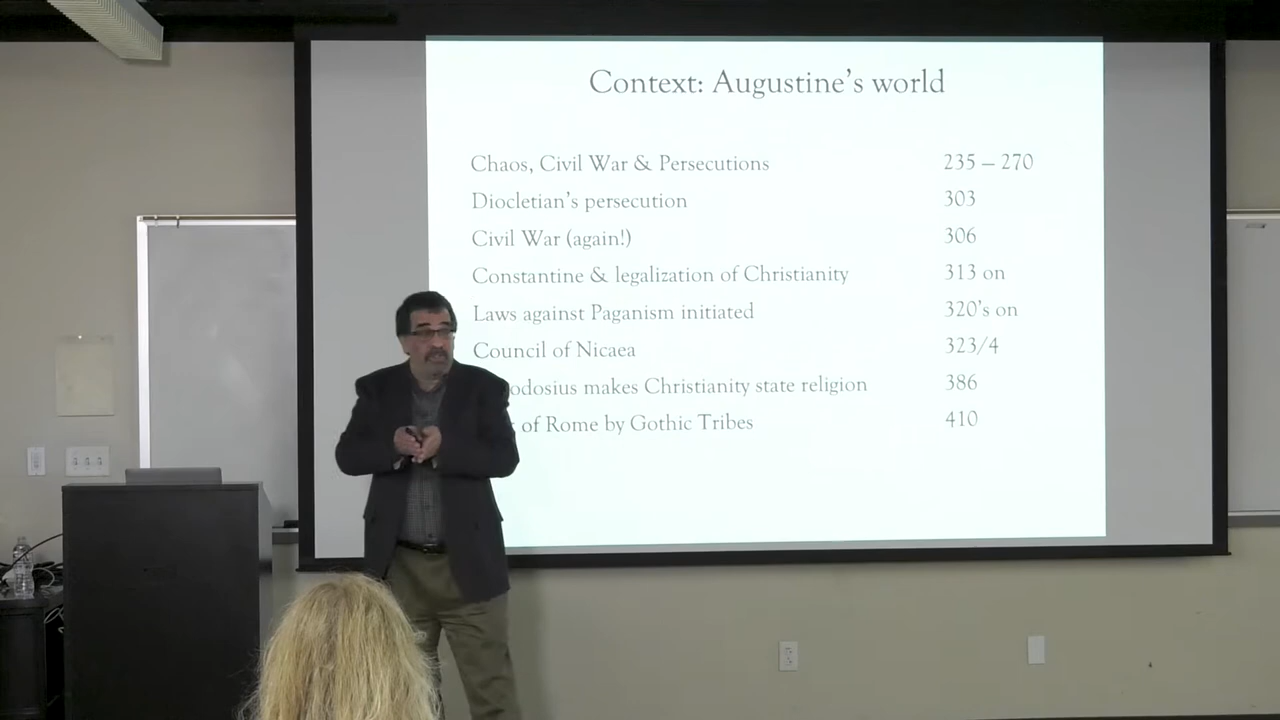 Context: Augustine's world
Chaos, Civil War & Persecutions 235 – 270
Diocletian's persecution 303
Civil War (again!) 306
Constantine & legalization of Christianity 313 on
Laws against Paganism initiated 320's on
Council of Nicaea 323/4
makes Christianity state religion 386
of Rome by Gothic Tribes 410